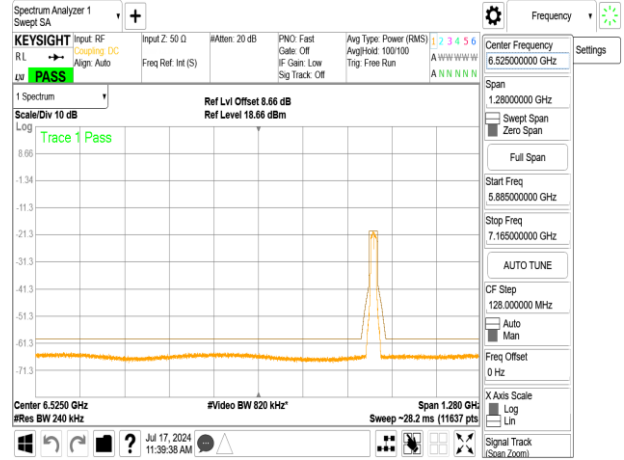 Spectrum Analyzer 1
Swept SA
Frequency
KEYSIGHT
Input: RF
Coupling: DC
Align: Auto
Input Z: 50 Ω
Freq Ref: Int (S)
#Atten: 20 dB
PNO: Fast
Gate: Off
IF Gain: Low
Sig Track: Off
Avg Type: Power (RMS)
Avg|Hold: 100/100
Trig: Free Run
1 2 3 4 5 6
A W W W W W
A N N N N N
RL
LW
PASS
1 Spectrum
Scale/Div 10 dB
Ref Lvl Offset 8.66 dB
Ref Level 18.66 dBm
Log
Trace 1 Pass
8.66
-1.34
-11.3
-21.3
-31.3
-41.3
-51.3
-61.3
-71.3
Center 6.5250 GHz
#Video BW 820 kHz*
Span 1.280 GHz
#Res BW 240 kHz
Sweep ~28.2 ms (11637 pts
Jul 17, 2024
11:39:38 AM
Center Frequency
6.525000000 GHz
Settings
Span
1.28000000 GHz
Swept Span
Zero Span
Full Span
Start Freq
5.885000000 GHz
Stop Freq
7.165000000 GHz
AUTO TUNE
CF Step
128.000000 MHz
Auto
Man
Freq Offset
0 Hz
X Axis Scale
Log
Lin
Signal Track
(Span Zoom)